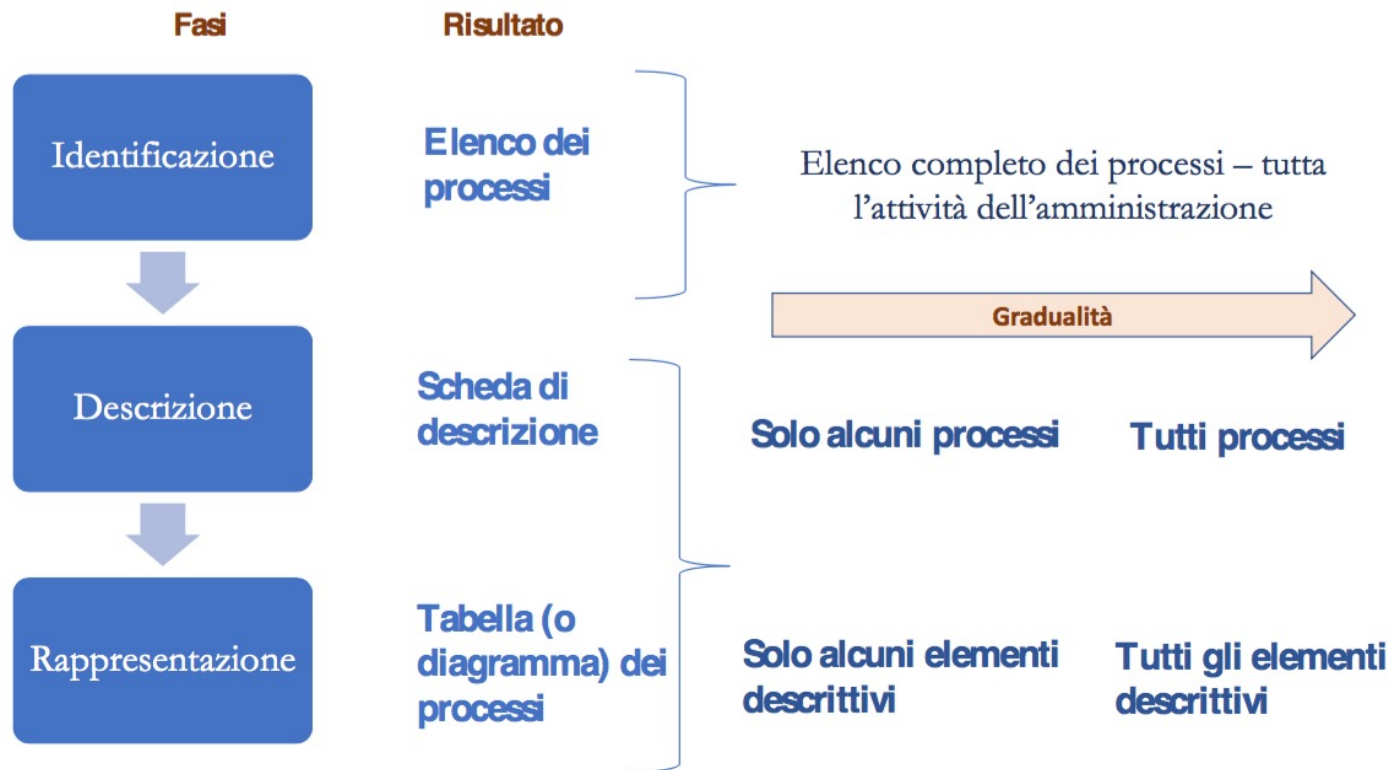 Fasi
Risultato
Identificazione
Elenco dei
processi
Elenco completo dei processi – tutta
l’attività dell’amministrazione
Gradualità
Descrizione
Scheda di
descrizione
Solo alcuni processi
Tutti processi
Rappresentazione
Tabella (o
diagramma) dei
processi
Solo alcuni elementi
descrittivi
Tutti gli elementi
descrittivi